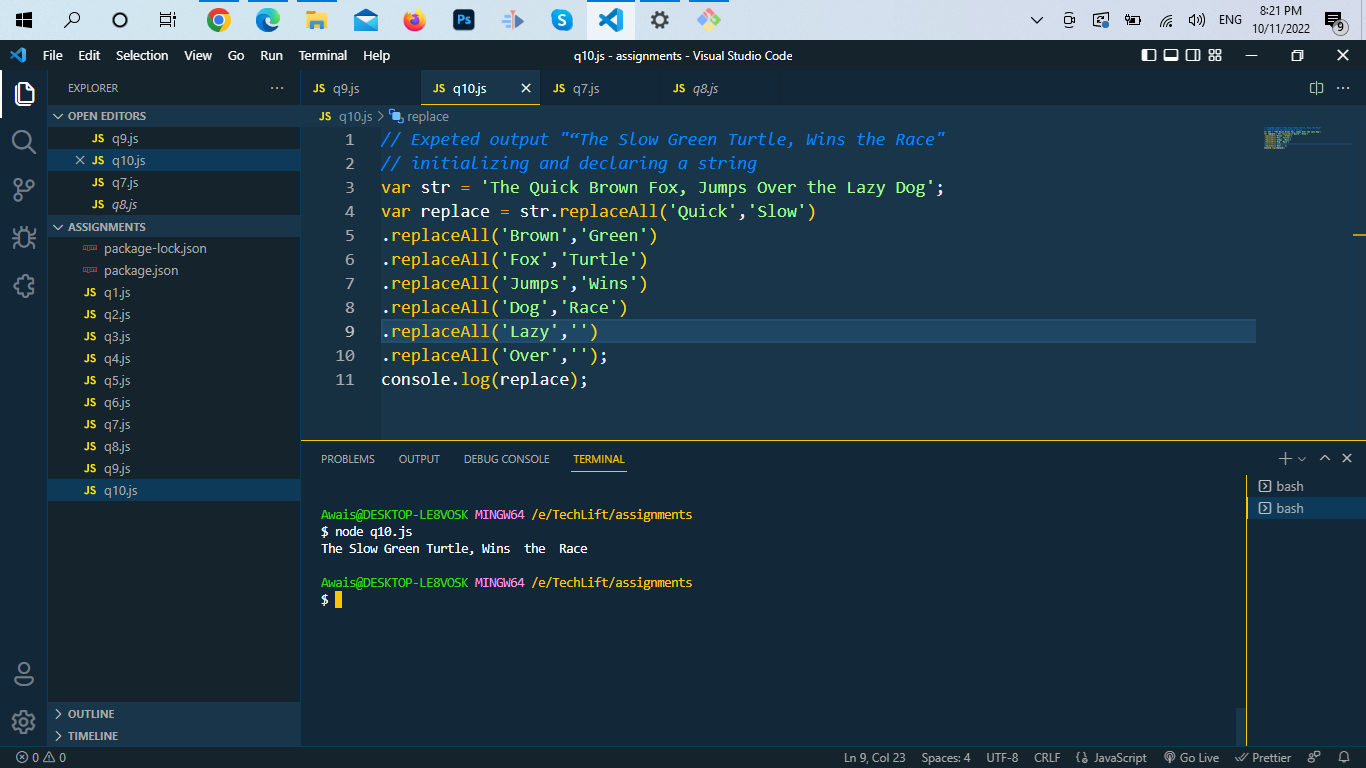 8:21 PM
ENG
10/11/2022
9
File Edit Selection View Go Run Terminal Help
q10.js - assignments - Visual Studio Code
EXPLORER
OPEN EDITORS
JS q9.js
JS q10.js
JS q7.js
JS q8.js
ASSIGNMENTS
package-lock.json
package.json
JS q1.js
JS q2.js
JS q3.js
JS q4.js
JS q5.js
JS q6.js
JS q7.js
JS q8.js
JS q9.js
JS q10.js
OUTLINE
TIMELINE
JS q9.js JS q10.js JS q7.js JS q8.js
JS q10.js > replace
1 // Expeted output "“The Slow Green Turtle, Wins the Race"
2 // initializing and declaring a string
3 var str = 'The Quick Brown Fox, Jumps Over the Lazy Dog';
4 var replace = str.replaceAll('Quick','Slow')
5 .replaceAll('Brown','Green')
6 .replaceAll('Fox','Turtle')
7 .replaceAll('Jumps','Wins')
8 .replaceAll('Dog','Race')
9 .replaceAll('Lazy','')
10 .replaceAll('Over','');
11 console.log(replace);
PROBLEMS OUTPUT DEBUG CONSOLE TERMINAL
Awais@DESKTOP-LE8VOSK MINGW64 /e/TechLift/assignments
$ node q10.js
The Slow Green Turtle, Wins  the  Race
Awais@DESKTOP-LE8VOSK MINGW64 /e/TechLift/assignments
$
bash
bash
0 0 Ln 9, Col 23 Spaces: 4 UTF-8 CRLF JavaScript Go Live Prettier